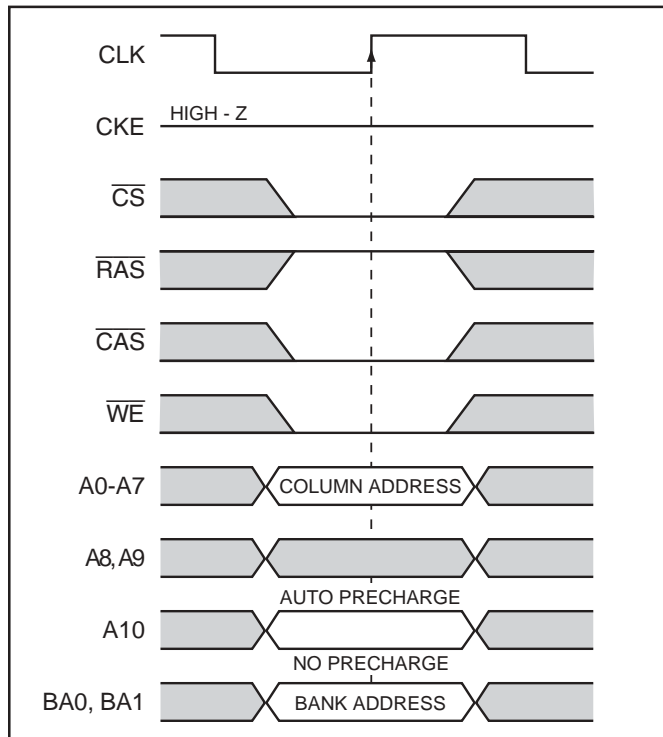 CLK
CKE HIGH - Z
CS
RAS
CAS
WE
A0-A7 COLUMN ADDRESS
A8, A9
AUTO PRECHARGE
A10
NO PRECHARGE
BA0, BA1 BANK ADDRESS